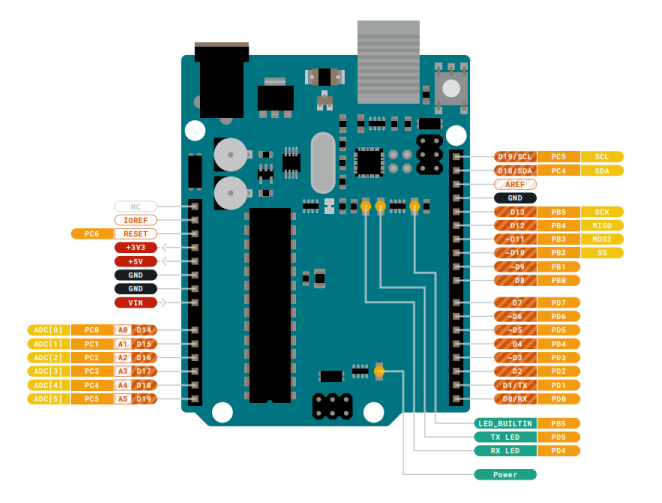 NC
IOREF
PC6 RESET
+3V3
+5V
GND
GND
VIN
ADC[0] PC0 A0 D14
ADC[1] PC1 A1 D15
ADC[2] PC2 A2 D16
ADC[3] PC3 A3 D17
ADC[4] PC4 A4 D18
ADC[5] PC5 A5 D19
D19/SCL PC5 SCL
D18/SDA PC4 SDA
AREF
GND
D13 PB5 SCK
D12 PB4 MISO
~D11 PB3 MOSI
~D10 PB2 SS
~D9 PB1
D8 PB0
D7 PD7
~D6 PD6
~D5 PD5
D4 PD4
~D3 PD3
D2 PD2
D1/TX PD1
D0/RX PD0
LED_BUILTIN PB5
TX LED PD5
RX LED PD4
Power